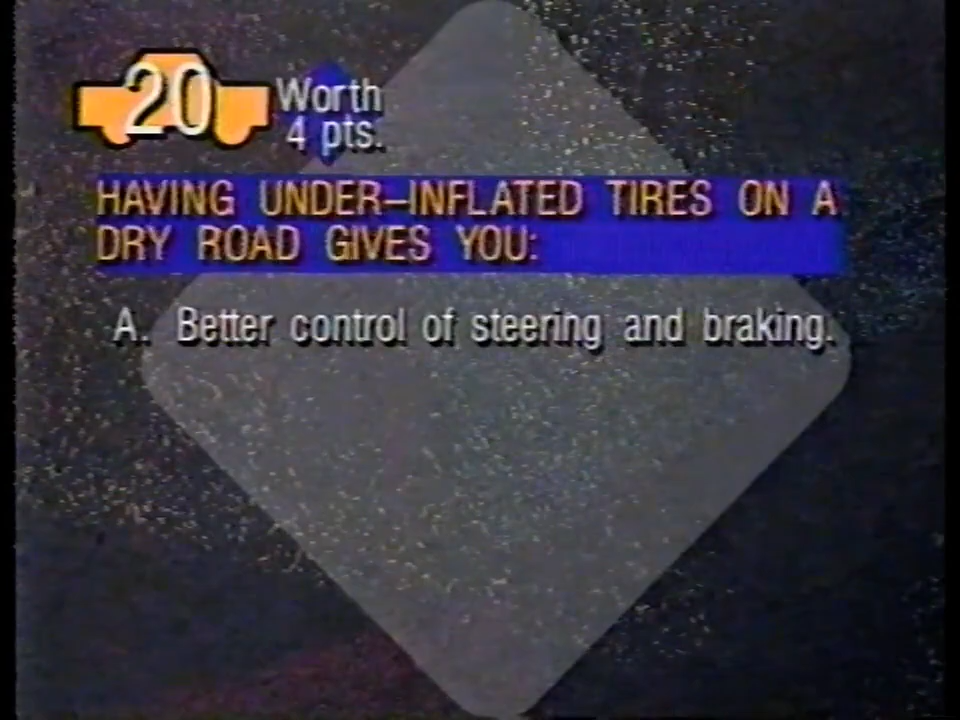 20 Worth
4 pts.
HAVING UNDER-INFLATED TIRES ON A
DRY ROAD GIVES YOU:
A. Better control of steering and braking.